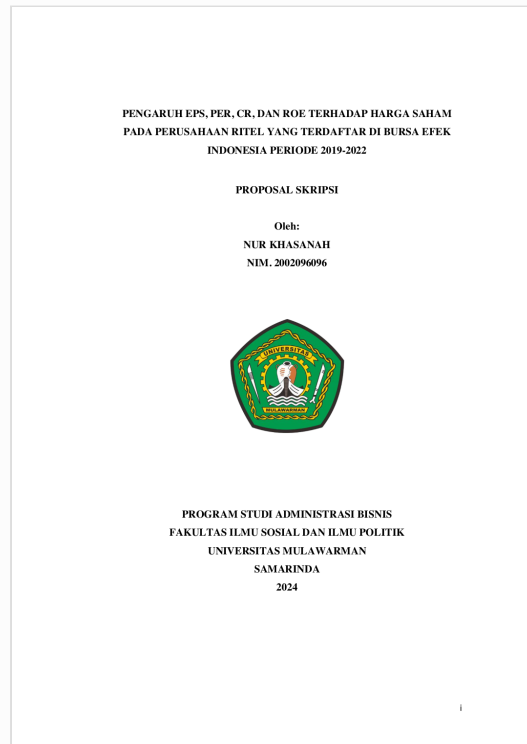 PENGARUH EPS, PER, CR, DAN ROE TERHADAP HARGA SAHAM
PADA PERUSAHAAN RITEL YANG TERDAFTAR DI BURSA EFEK
INDONESIA PERIODE 2019-2022
PROPOSAL SKRIPSI
Oleh:
NUR KHASANAH
NIM. 2002096096
UNIVERSITAS
MULAWARMAN
PROGRAM STUDI ADMINISTRASI BISNIS
FAKULTAS ILMU SOSIAL DAN ILMU POLITIK
UNIVERSITAS MULAWARMAN
SAMARINDA
2024
i